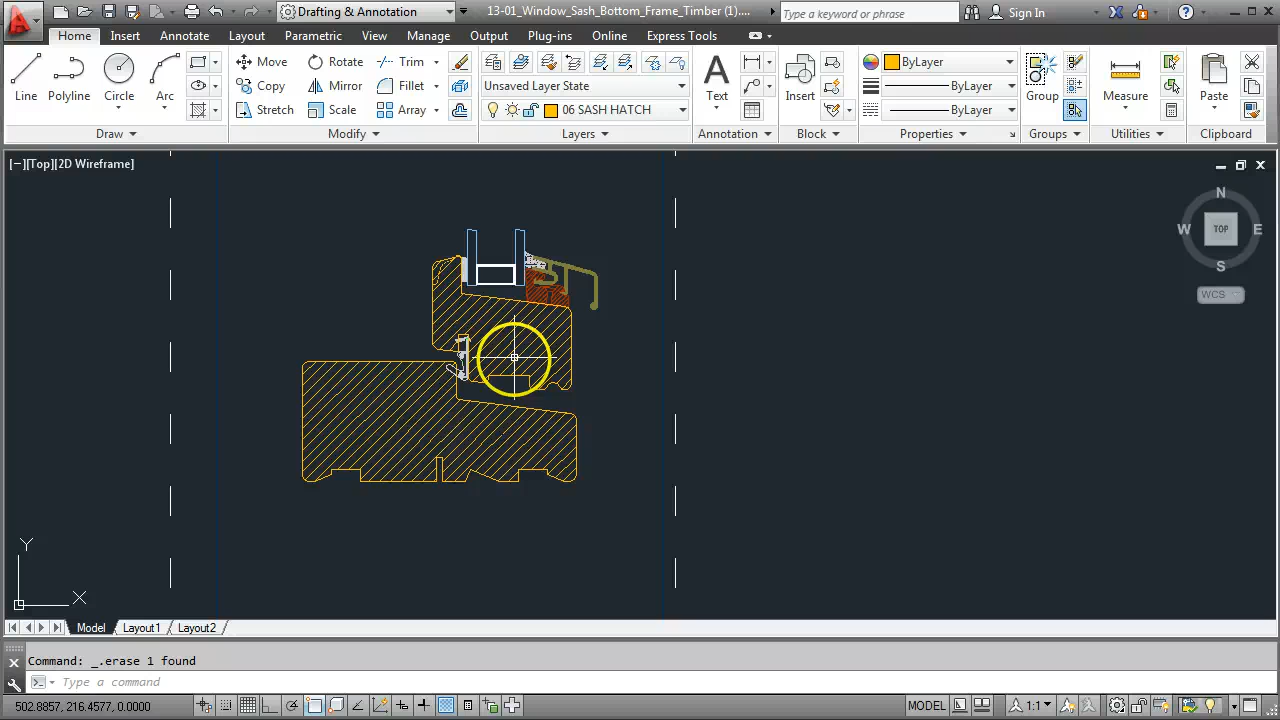 Drafting & Annotation
13-01_Window_Sash_Bottom_Frame_Timber (1)....
Type a keyword or phrase
Sign In
Home Insert Annotate Layout Parametric View Manage Output Plug-ins Online Express Tools
Line
Polyline
Circle
Arc
Draw
Move Rotate Trim
Copy Mirror Fillet
Stretch Scale Array
Modify
Unsaved Layer State
06 SASH HATCH
Layers
Text
Annotation
Insert
Block
ByLayer
ByLayer
ByLayer
Properties
Group
Groups
Measure
Utilities
Paste
Clipboard
[−][Top][2D Wireframe]
N
W TOP E
S
WCS
Y
X
Model Layout1 Layout2
Command: _.erase 1 found
Type a command
502.8857, 216.4577, 0.0000
MODEL
1:1